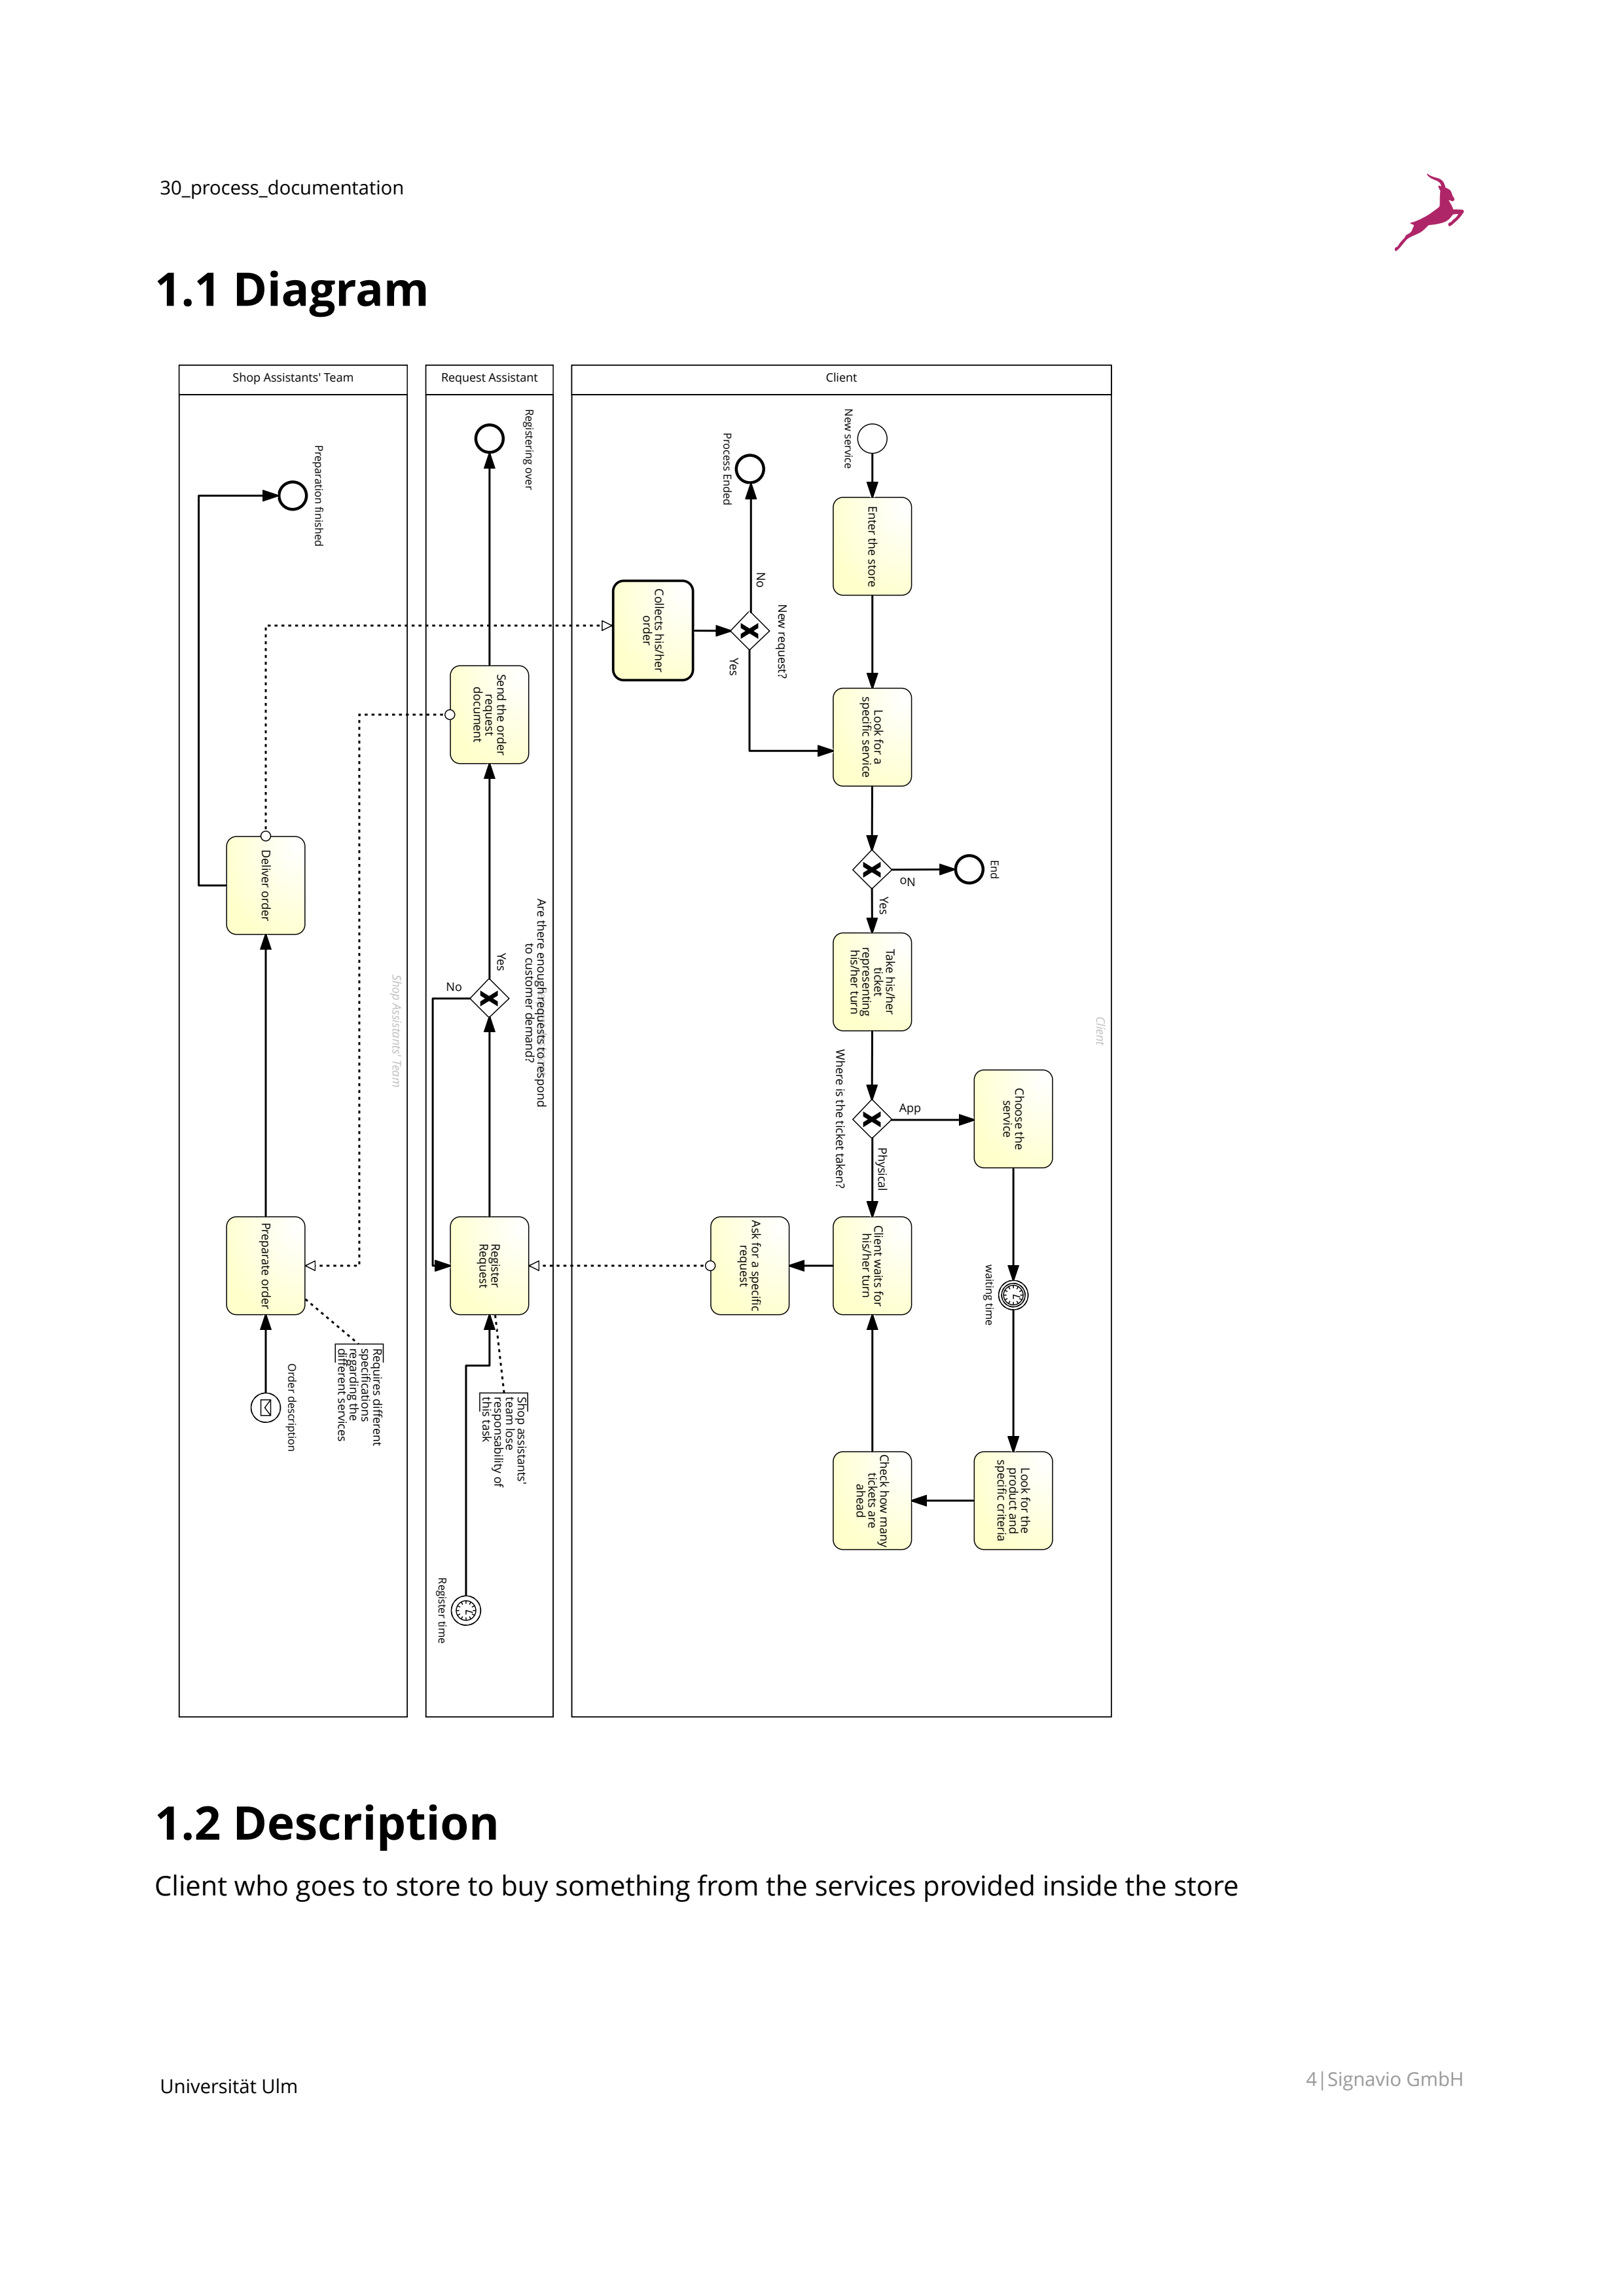 30_process_documentation
1.1 Diagram
Shop Assistants' Team
Request Assistant
Client
New service
Enter the store
Look for a
specific service
End
No
Yes
Take his/her
ticket
representing
his/her turn
Where is the ticket taken?
App
Physical
Choose the
service
waiting time
Look for the
product and
specific criteria
Check how many
tickets are
ahead
Client waits for
his/her turn
Ask for a specific
request
Process Ended
No
New request?
Yes
Collects his/her
order
Client
Registering over
Send the order
request
document
Are there enough requests to respond
to customer demand?
Yes
No
Register
Request
Shop assistants'
team lose
responsability of
this task
Register time
Preparation finished
Deliver order
Shop Assistants' Team
Preparate order
Requires different
specifications
regarding the
different services
Order description
1.2 Description
Client who goes to store to buy something from the services provided inside the store
Universität Ulm
4|Signavio GmbH